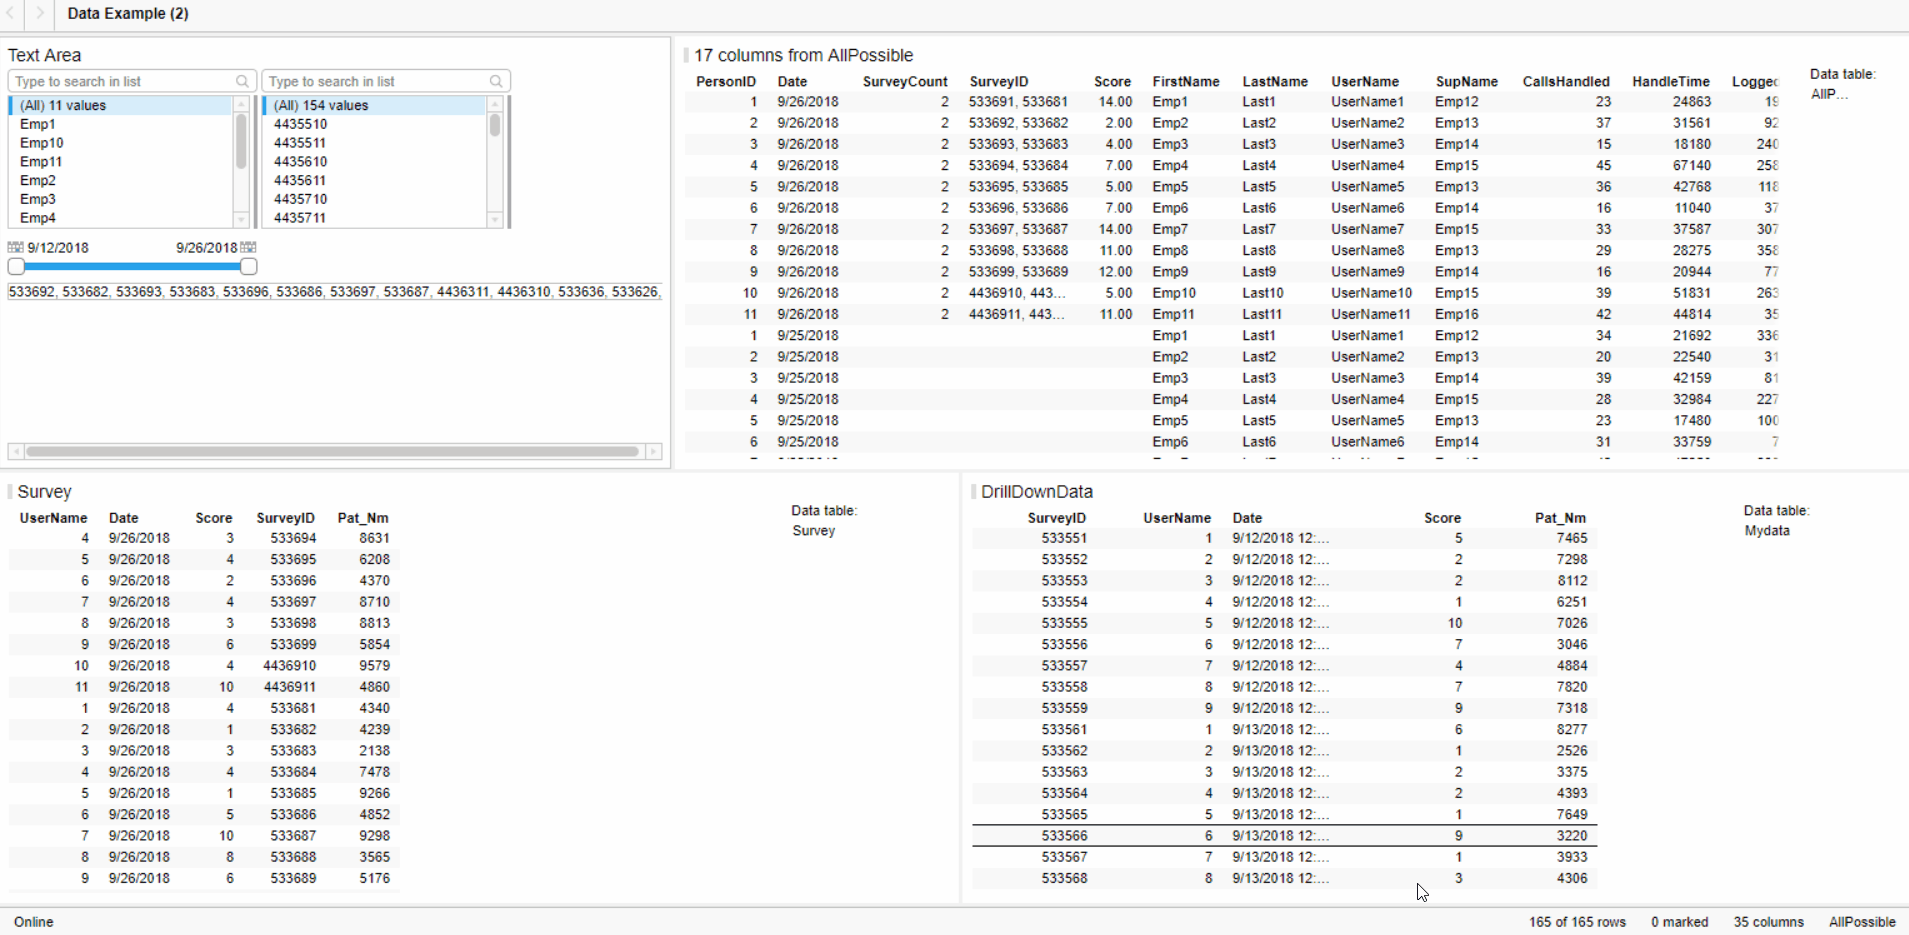 Data Example (2)
Text Area
Type to search in list Type to search in list
(All) 11 values (All) 154 values
Emp1 4435510
Emp10 4435511
Emp11 4435610
Emp2 4435611
Emp3 4435710
Emp4 4435711
9/12/2018 9/26/2018
533692, 533682, 533693, 533683, 533696, 533686, 533697, 533687, 4436311, 4436310, 533636, 533626,
17 columns from AllPossible
PersonID Date SurveyCount SurveyID Score FirstName LastName UserName SupName CallsHandled HandleTime Logged
1 9/26/2018 2 533691, 533681 14.00 Emp1 Last1 UserName1 Emp12 23 24863 19
2 9/26/2018 2 533692, 533682 2.00 Emp2 Last2 UserName2 Emp13 37 31561 92
3 9/26/2018 2 533693, 533683 4.00 Emp3 Last3 UserName3 Emp14 15 18180 240
4 9/26/2018 2 533694, 533684 7.00 Emp4 Last4 UserName4 Emp15 45 67140 258
5 9/26/2018 2 533695, 533685 5.00 Emp5 Last5 UserName5 Emp13 36 42768 118
6 9/26/2018 2 533696, 533686 7.00 Emp6 Last6 UserName6 Emp14 16 11040 37
7 9/26/2018 2 533697, 533687 14.00 Emp7 Last7 UserName7 Emp15 33 37587 307
8 9/26/2018 2 533698, 533688 11.00 Emp8 Last8 UserName8 Emp13 29 28275 358
9 9/26/2018 2 533699, 533689 12.00 Emp9 Last9 UserName9 Emp14 16 20944 77
10 9/26/2018 2 4436910, 443... 5.00 Emp10 Last10 UserName10 Emp15 39 51831 263
11 9/26/2018 2 4436911, 443... 11.00 Emp11 Last11 UserName11 Emp16 42 44814 35
1 9/25/2018 Emp1 Last1 UserName1 Emp12 34 21692 336
2 9/25/2018 Emp2 Last2 UserName2 Emp13 20 22540 31
3 9/25/2018 Emp3 Last3 UserName3 Emp14 39 42159 81
4 9/25/2018 Emp4 Last4 UserName4 Emp15 28 32984 227
5 9/25/2018 Emp5 Last5 UserName5 Emp13 23 17480 100
6 9/25/2018 Emp6 Last6 UserName6 Emp14 31 33759 7
Data table:
AllP...
Survey
UserName Date Score SurveyID Pat_Nm
4 9/26/2018 3 533694 8631
5 9/26/2018 4 533695 6208
6 9/26/2018 2 533696 4370
7 9/26/2018 4 533697 8710
8 9/26/2018 3 533698 8813
9 9/26/2018 6 533699 5854
10 9/26/2018 4 4436910 9579
11 9/26/2018 10 4436911 4860
1 9/26/2018 4 533681 4340
2 9/26/2018 1 533682 4239
3 9/26/2018 3 533683 2138
4 9/26/2018 4 533684 7478
5 9/26/2018 1 533685 9266
6 9/26/2018 5 533686 4852
7 9/26/2018 10 533687 9298
8 9/26/2018 8 533688 3565
9 9/26/2018 6 533689 5176
Data table:
Survey
DrillDownData
SurveyID UserName Date Score Pat_Nm
533551 1 9/12/2018 12:... 5 7465
533552 2 9/12/2018 12:... 2 7298
533553 3 9/12/2018 12:... 2 8112
533554 4 9/12/2018 12:... 1 6251
533555 5 9/12/2018 12:... 10 7026
533556 6 9/12/2018 12:... 7 3046
533557 7 9/12/2018 12:... 4 4884
533558 8 9/12/2018 12:... 7 7820
533559 9 9/12/2018 12:... 9 7318
533561 1 9/13/2018 12:... 6 8277
533562 2 9/13/2018 12:... 1 2526
533563 3 9/13/2018 12:... 2 3375
533564 4 9/13/2018 12:... 2 4393
533565 5 9/13/2018 12:... 1 7649
533566 6 9/13/2018 12:... 9 3220
533567 7 9/13/2018 12:... 1 3933
533568 8 9/13/2018 12:... 3 4306
Data table:
Mydata
Online 165 of 165 rows 0 marked 35 columns AllPossible